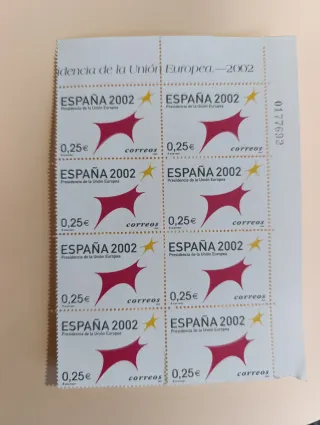 idencia de la Unión Europea.—2002
0177692
ESPAÑA 2002
Presidencia de la Unión Europea
0,25€
correos
ESPAÑA 2002
Presidencia de la Unión Europea
0,25€
correos
ESPAÑA 2002
Presidencia de la Unión Europea
0,25€
correos
ESPAÑA 2002
Presidencia de la Unión Europea
0,25€
correos
ESPAÑA 2002
Presidencia de la Unión Europea
0,25€
correos
ESPAÑA 2002
Presidencia de la Unión Europea
0,25€
correos
ESPAÑA 2002
Presidencia de la Unión Europea
0,25€
correos
ESPAÑA 2002
Presidencia de la Unión Europea
0,25€
correos